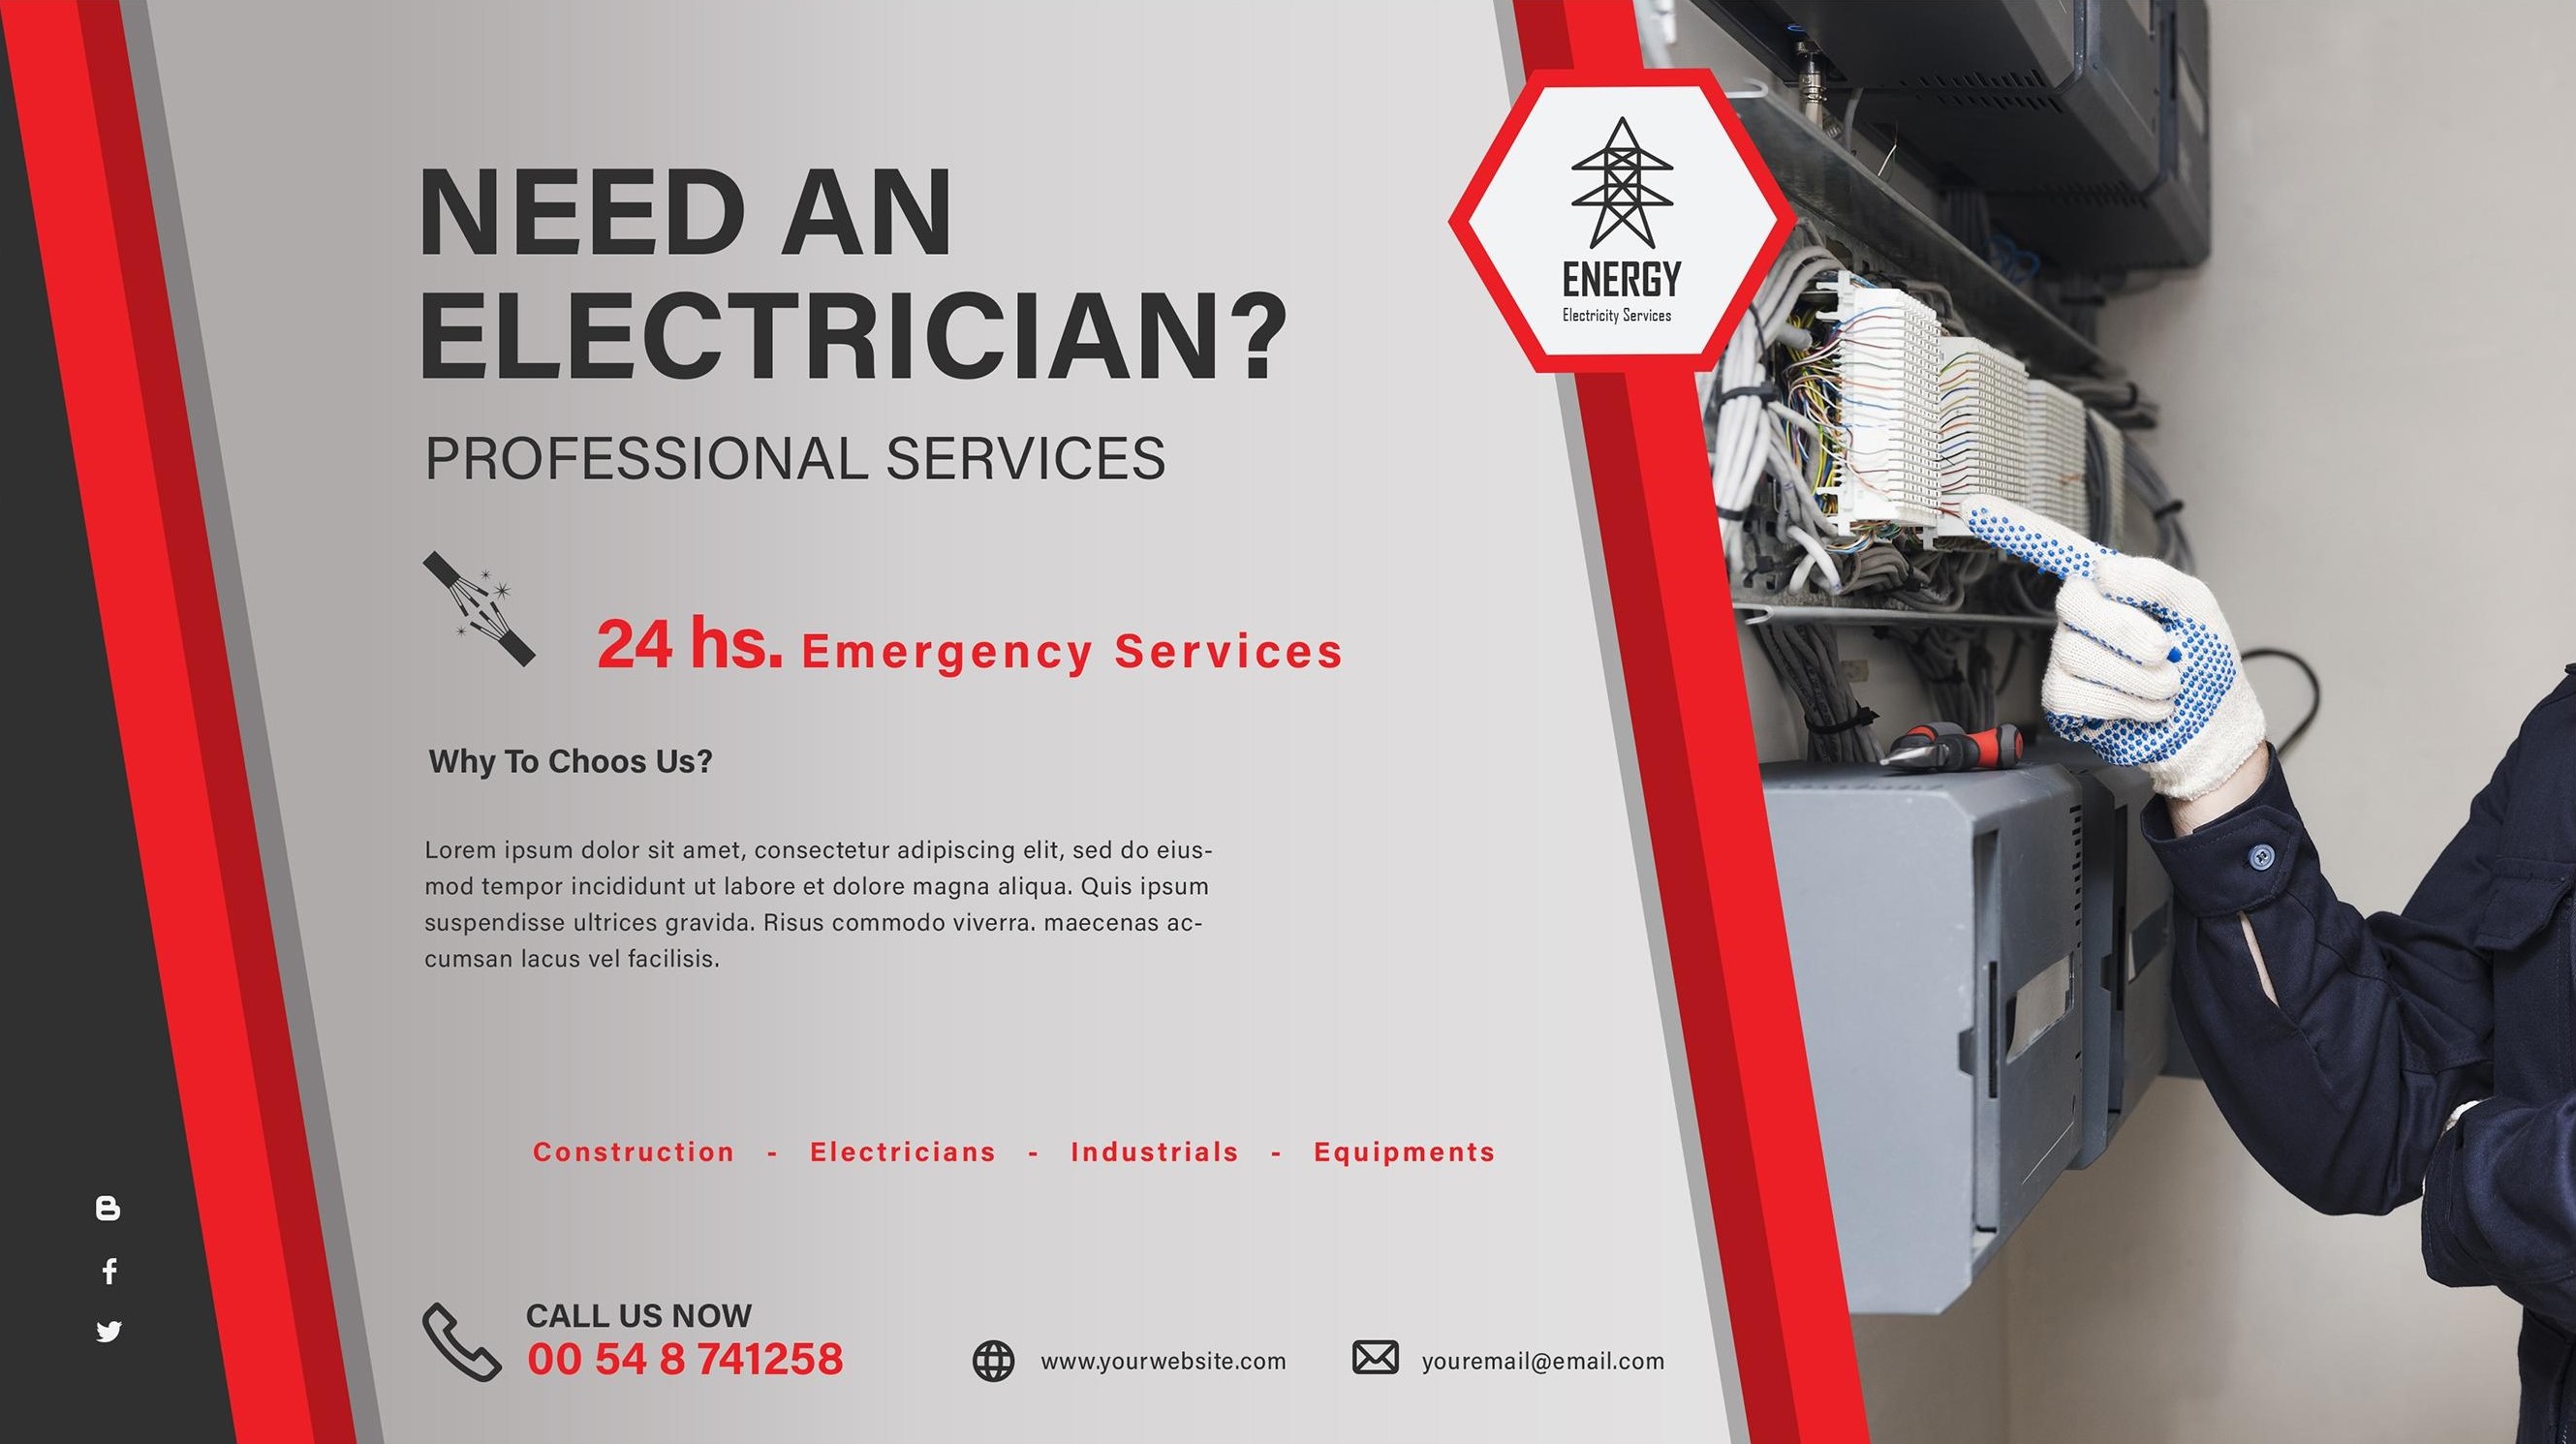 NEED AN
ELECTRICIAN?
PROFESSIONAL SERVICES
ENERGY
Electricity Services
24 hs. Emergency Services
Why To Choos Us?
Lorem ipsum dolor sit amet, consectetur adipiscing elit, sed do eius-
mod tempor incididunt ut labore et dolore magna aliqua. Quis ipsum
suspendisse ultrices gravida. Risus commodo viverra. maecenas ac-
cumsan lacus vel facilisis.
Construction - Electricians - Industrials - Equipments
CALL US NOW
00 54 8 741258
www.yourwebsite.com
youremail@email.com